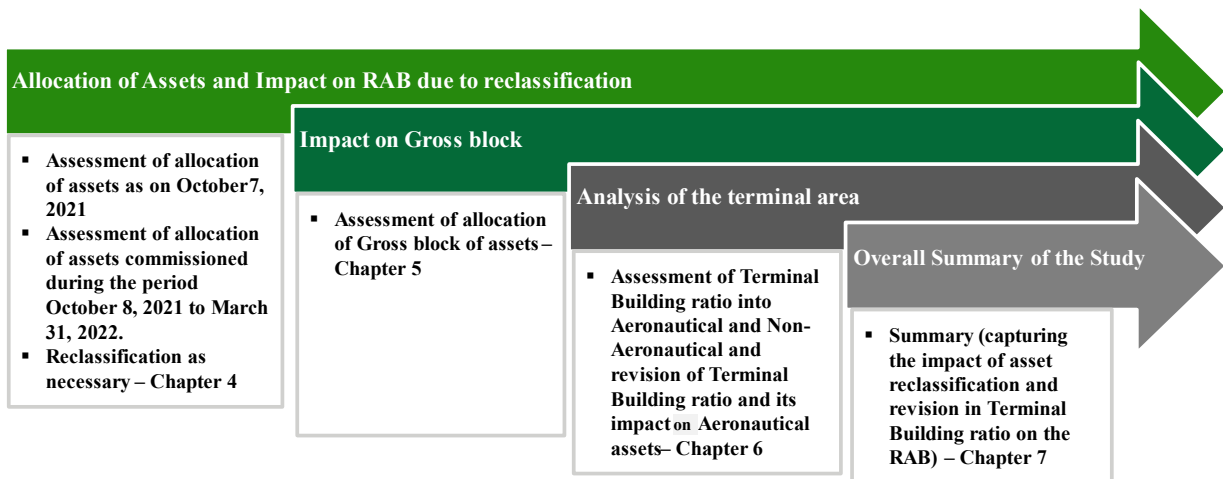 Allocation of Assets and Impact on RAB due to reclassification
▪ Assessment of allocation
of assets as on October7,
2021
▪ Assessment of allocation
of assets commissioned
during the period
October 8, 2021 to March
31, 2022.
▪ Reclassification as
necessary – Chapter 4
Impact on Gross block
▪ Assessment of allocation
of Gross block of assets –
Chapter 5
Analysis of the terminal area
▪ Assessment of Terminal
Building ratio into
Aeronautical and Non-
Aeronautical and
revision of Terminal
Building ratio and its
impact on Aeronautical
assets– Chapter 6
Overall Summary of the Study
▪ Summary (capturing
the impact of asset
reclassification and
revision in Terminal
Building ratio on the
RAB) – Chapter 7